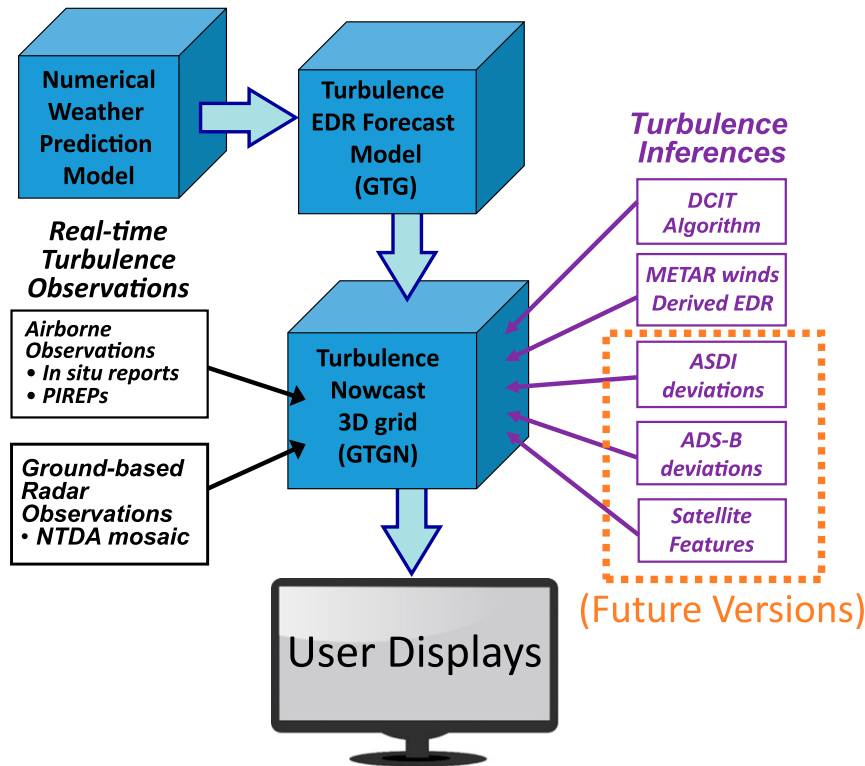 Numerical
Weather
Prediction
Model
Turbulence
EDR Forecast
Model
(GTG)
Turbulence
Inferences
DCIT
Algorithm
METAR winds
Derived EDR
ASDI
deviations
ADS-B
deviations
Satellite
Features
(Future Versions)
Real-time
Turbulence
Observations
Airborne
Observations
• In situ reports
• PIREPs
Ground-based
Radar
Observations
• NTDA mosaic
Turbulence
Nowcast
3D grid
(GTGN)
User Displays